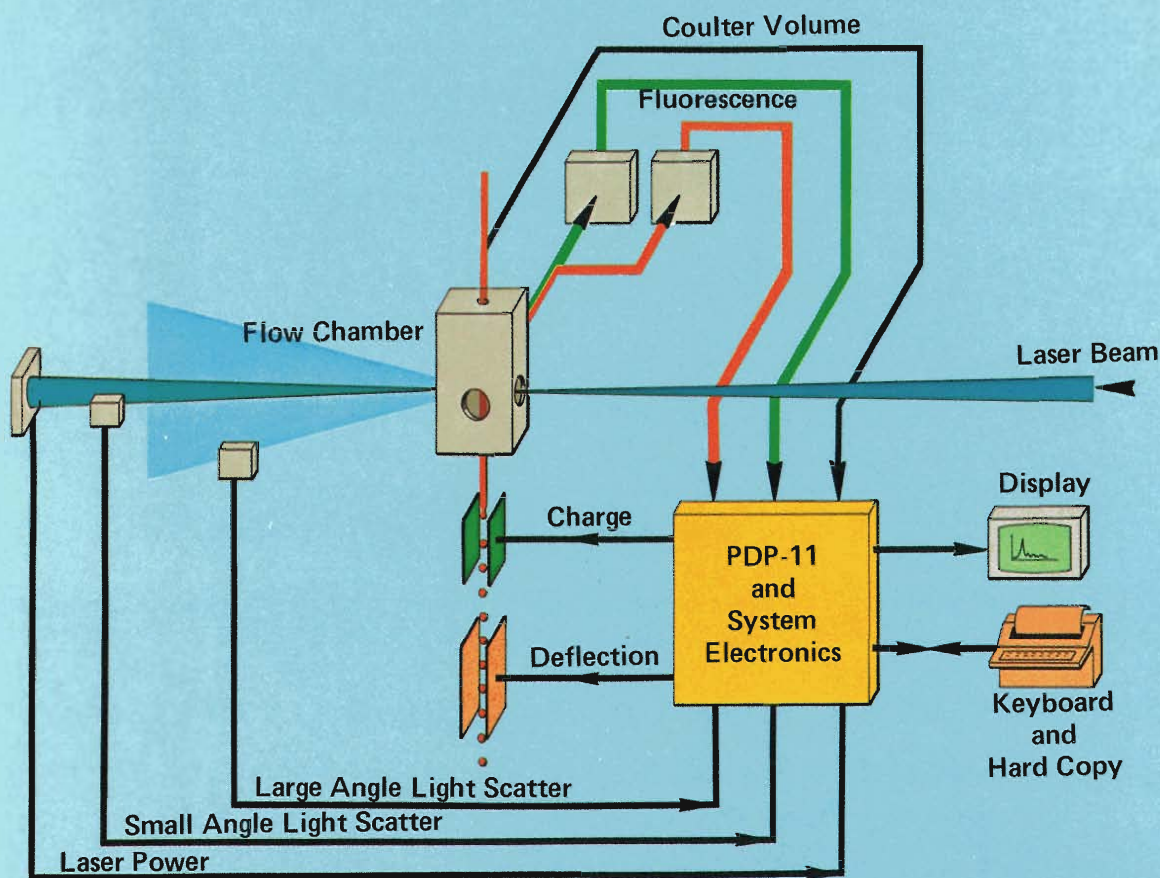 Coulter Volume
Fluorescence
Flow Chamber
Laser Beam
Display
Charge
PDP-11
and
System
Electronics
Deflection
Keyboard
and
Hard Copy
Large Angle Light Scatter
Small Angle Light Scatter
Laser Power